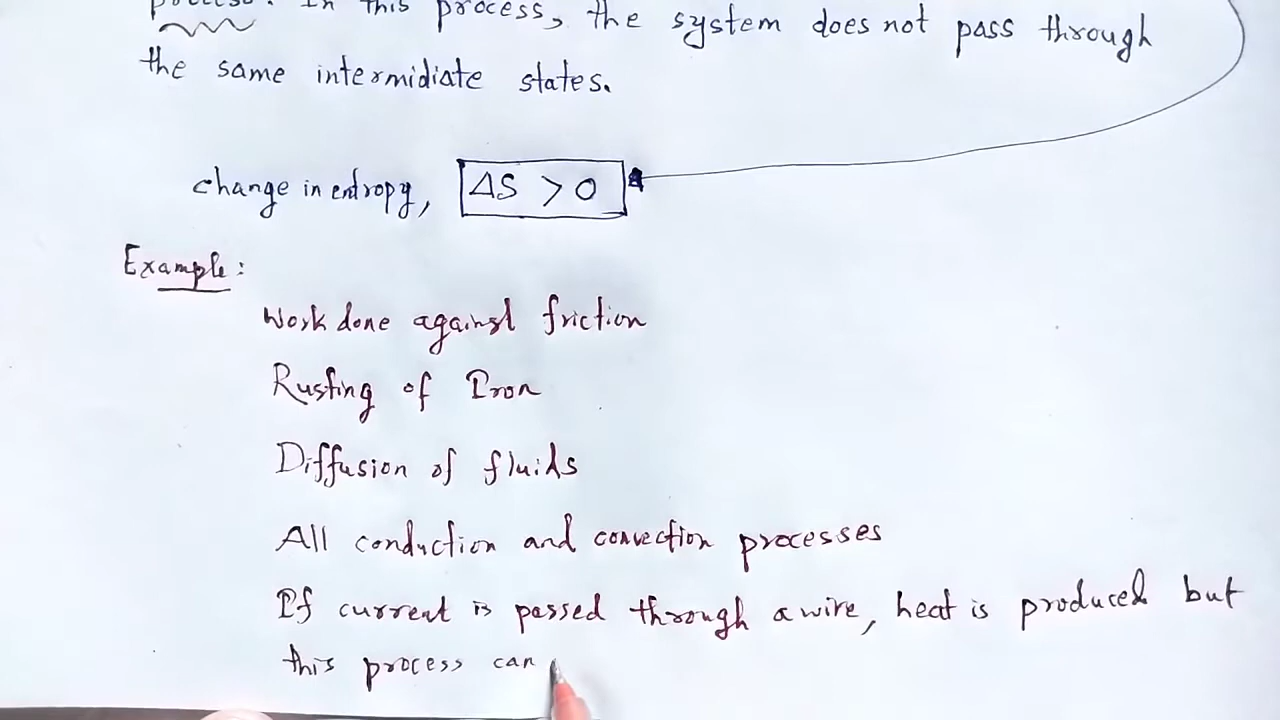 process. In this process, the system does not pass through
the same intermidiate states.
change in entropy, ΔS > 0
Example:
Work done against friction
Rusting of Iron
Diffusion of fluids
All conduction and convection processes
If current is passed through a wire, heat is produced but
this process can